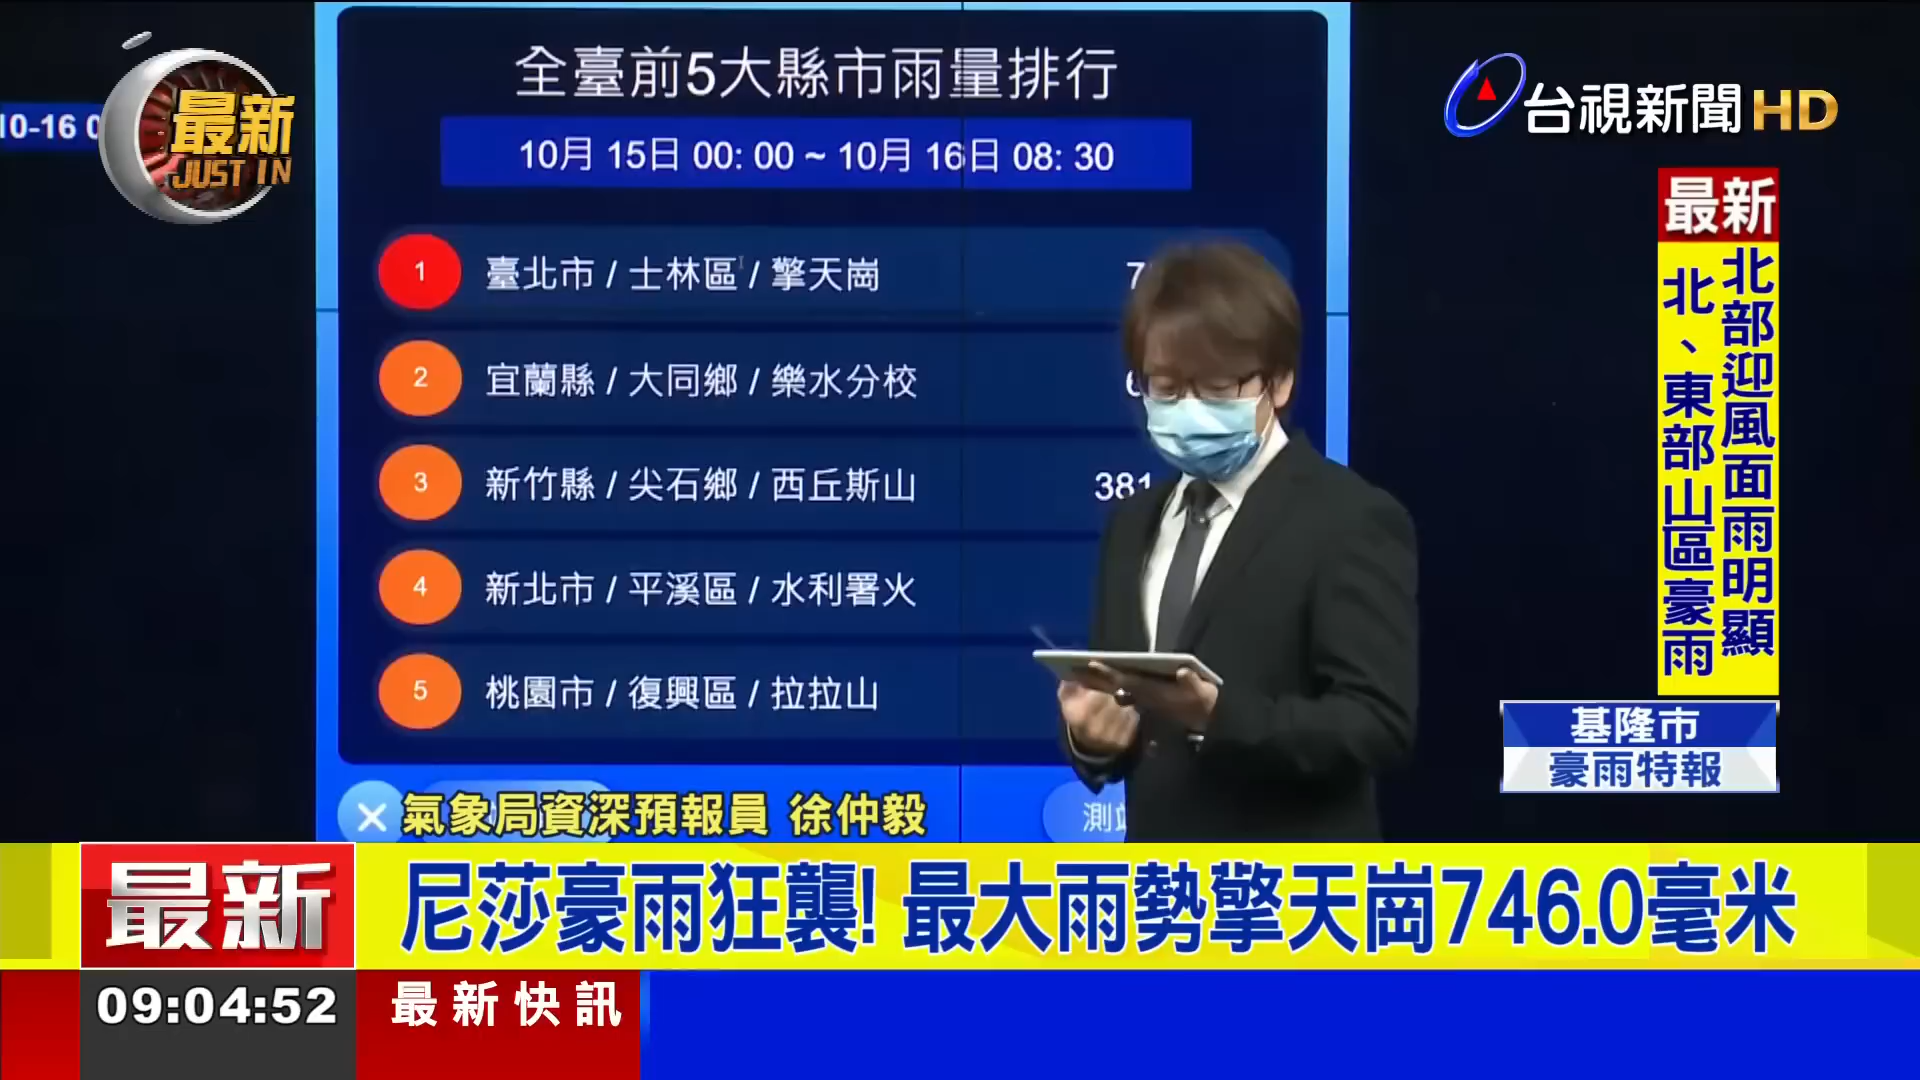 全臺前5大縣市雨量排行
10月 15日 00: 00 ~ 10月 16日 08: 30
10-16
最新
JUST IN
台視新聞HD
1 臺北市 / 士林區 / 擎天崗
2 宜蘭縣 / 大同鄉 / 樂水分校
3 新竹縣 / 尖石鄉 / 西丘斯山 381
4 新北市 / 平溪區 / 水利署火
5 桃園市 / 復興區 / 拉拉山
最新
北部迎風面雨明顯
北、東部山區豪雨
基隆市
豪雨特報
氣象局資深預報員 徐仲毅
最新
尼莎豪雨狂襲! 最大雨勢擎天崗746.0毫米
09:04:52
最新快訊